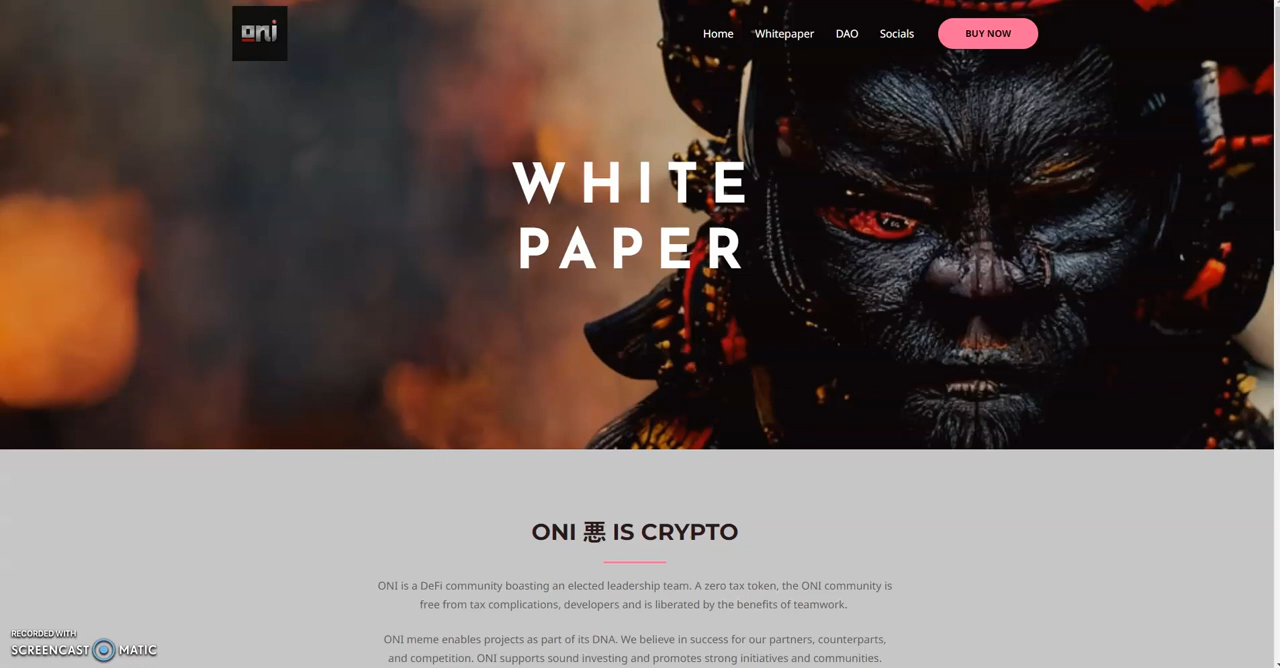 oni
Home Whitepaper DAO Socials BUY NOW
WHITE
PAPER
ONI 悪 IS CRYPTO
ONI is a DeFi community boasting an elected leadership team. A zero tax token, the ONI community is
free from tax complications, developers and is liberated by the benefits of teamwork.
ONI meme enables projects as part of its DNA. We believe in success for our partners, counterparts,
and competition. ONI supports sound investing and promotes strong initiatives and communities.
RECORDED WITH
SCREENCAST MATIC